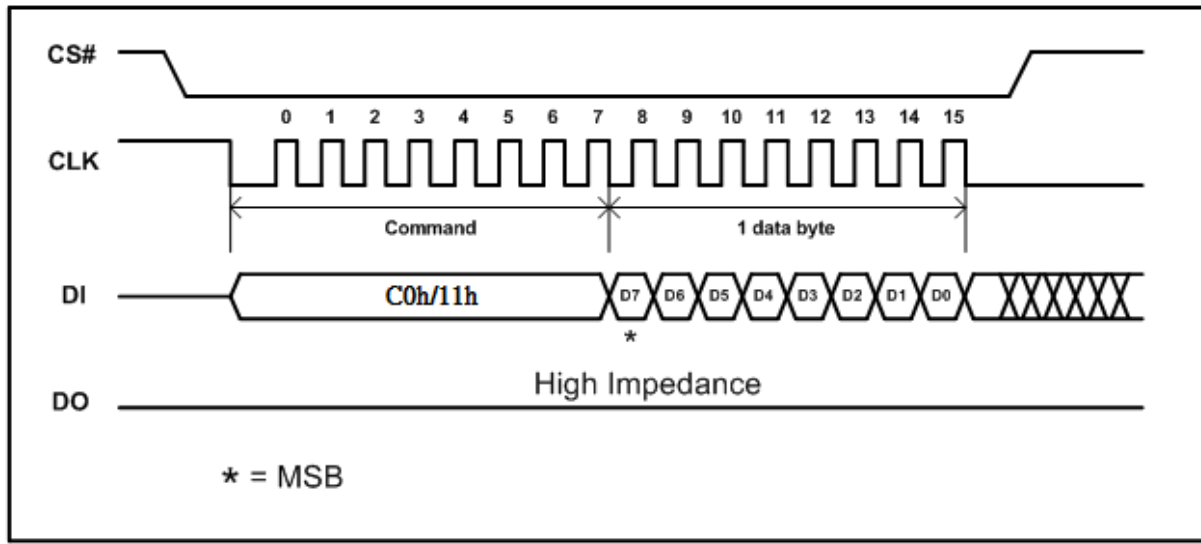 CS#
0 1 2 3 4 5 6 7 8 9 10 11 12 13 14 15
CLK
Command 1 data byte
DI C0h/11h D7 D6 D5 D4 D3 D2 D1 D0
*
High Impedance
DO
* = MSB